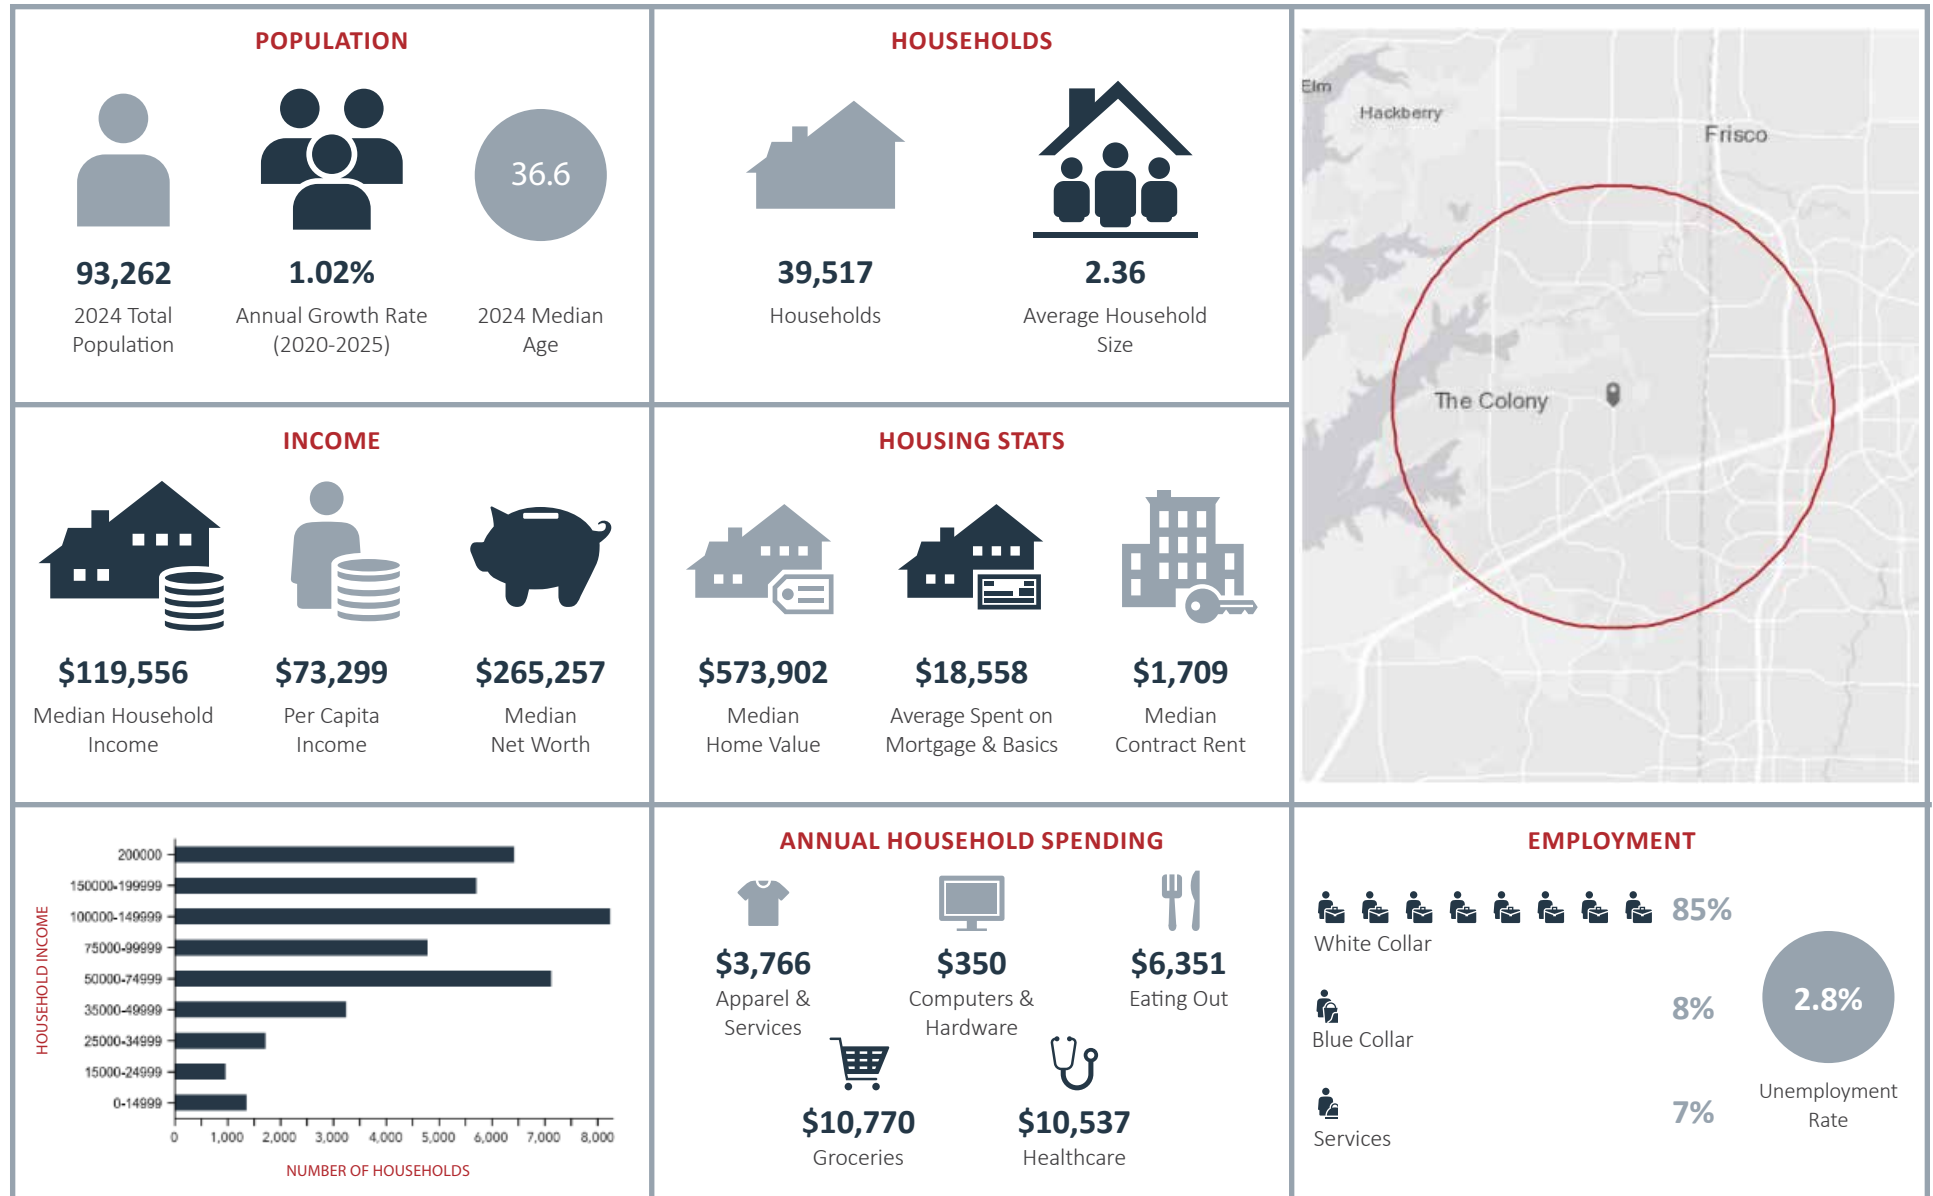 POPULATION
36.6
93,262
1.02%
2024 Total
Population
Annual Growth Rate
(2020-2025)
2024 Median
Age
HOUSEHOLDS
39,517
Households
2.36
Average Household
Size
Elm
Hackberry
Frisco
The Colony
INCOME
$119,556
Median Household
Income
$73,299
Per Capita
Income
$265,257
Median
Net Worth
HOUSING STATS
$573,902
Median
Home Value
$18,558
Average Spent on
Mortgage & Basics
$1,709
Median
Contract Rent
HOUSEHOLD INCOME
200000
150000-199999
100000-149999
75000-99999
50000-74999
35000-49999
25000-34999
15000-24999
0-14999
0 1,000 2,000 3,000 4,000 5,000 6,000 7,000 8,000
NUMBER OF HOUSEHOLDS
ANNUAL HOUSEHOLD SPENDING
$3,766
Apparel &
Services
$350
Computers &
Hardware
$6,351
Eating Out
$10,770
Groceries
$10,537
Healthcare
EMPLOYMENT
85%
White Collar
8%
Blue Collar
7%
Services
2.8%
Unemployment
Rate